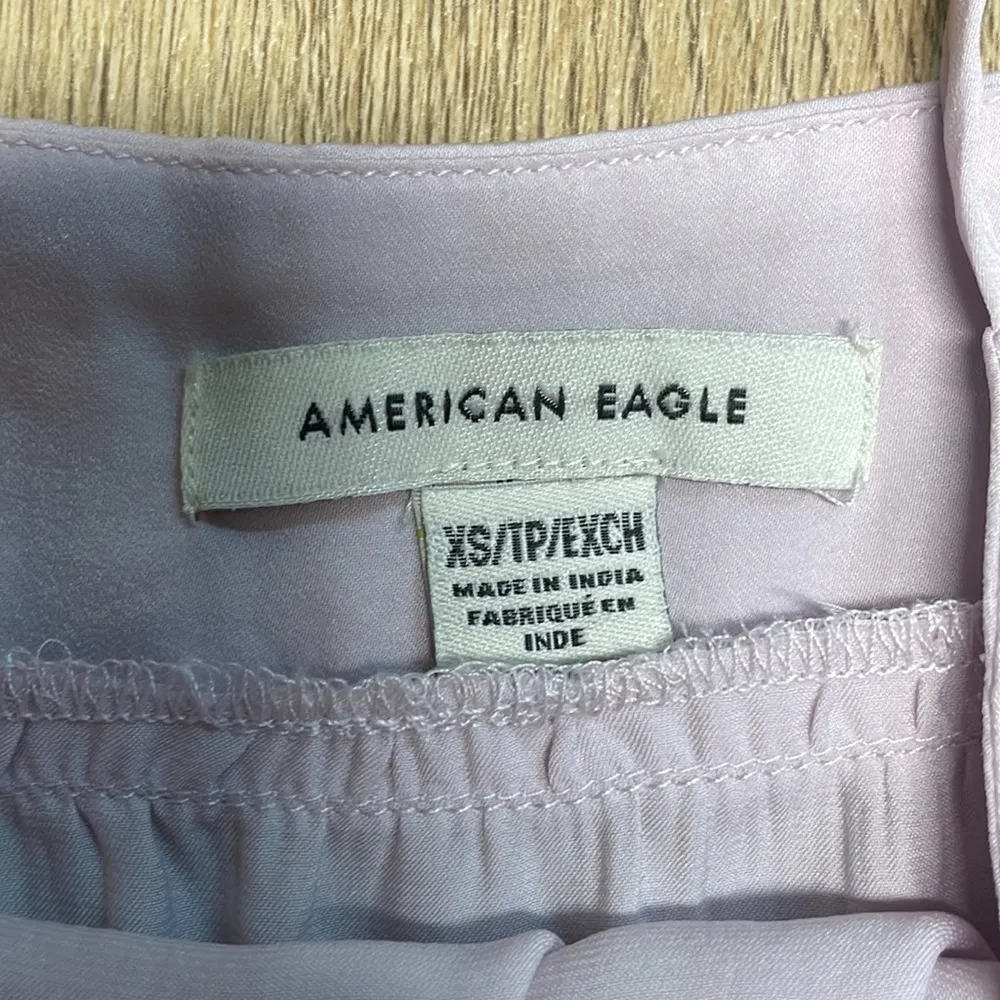 AMERICAN EAGLE
XS/TP/EXCH
MADE IN INDIA
FABRIQUÉ EN
INDE